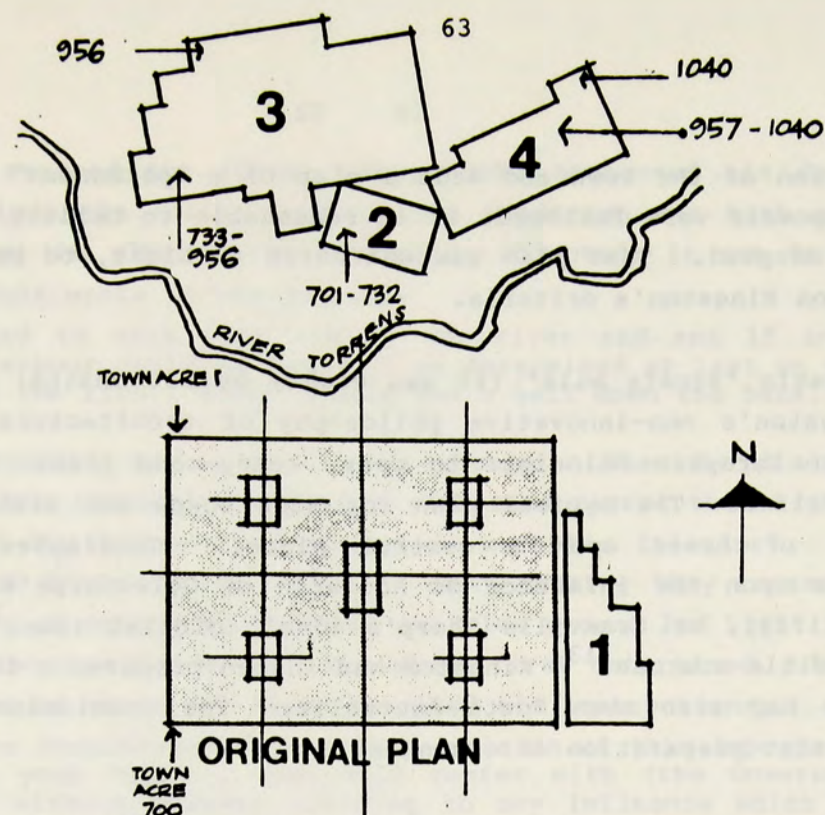 63
956
1040
3
957-1040
4
2
733-
956
701-732
RIVER TORRENS
TOWN ACRE 1
N
1
ORIGINAL PLAN
TOWN
ACRE
700